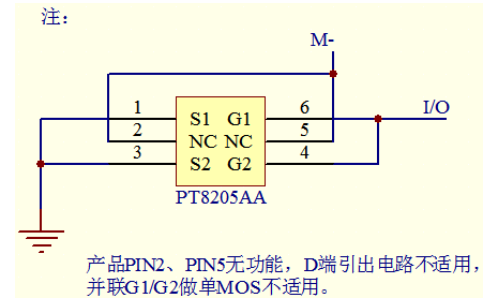 注：
M-
1 S1 G1 6 I/O
2 NC NC 5
3 S2 G2 4
PT8205AA
产品PIN2、PIN5无功能，D端引出电路不适用，
并联G1/G2做单MOS不适用。